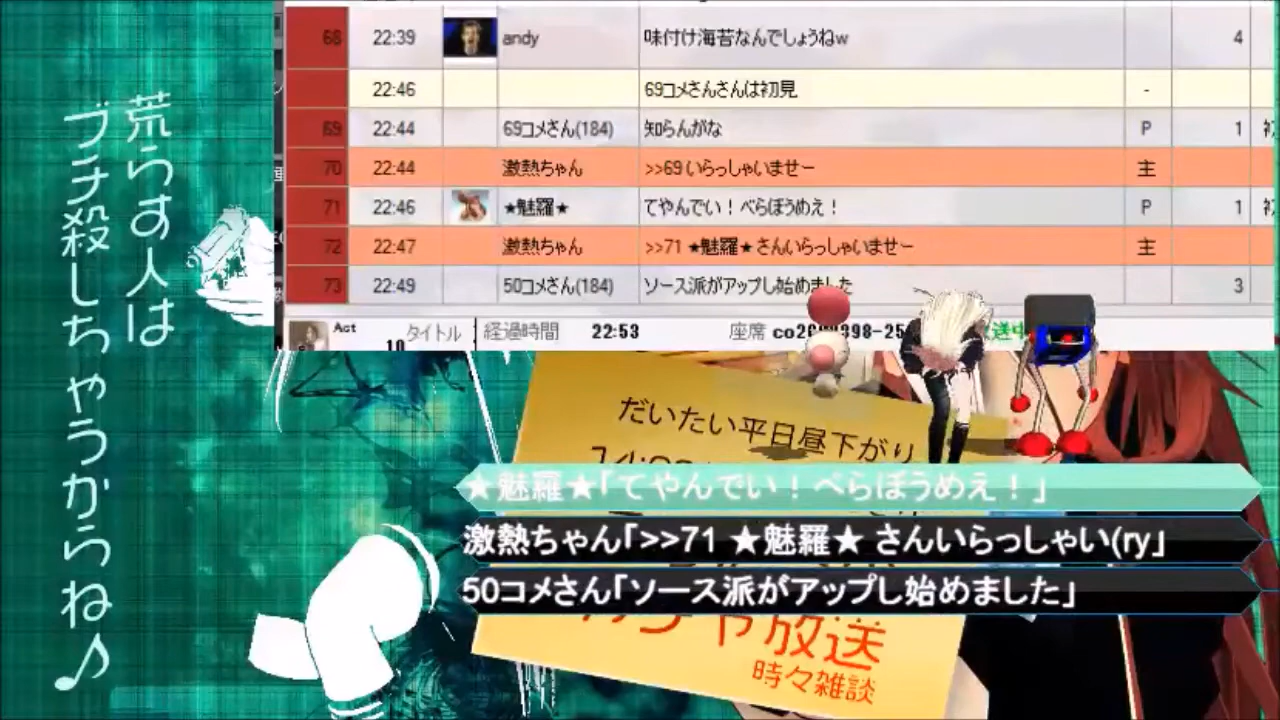 荒らす人は
ブチ殺しちゃうからね♪
68 22:39 andy 味付け海苔なんでしょうねw 4
22:46 69コメさんさんは初見 -
69 22:44 69コメさん(184) 知らんがな P 1
70 22:44 激熱ちゃん >>69 いらっしゃいませー 主
71 22:46 ★魅羅★ てやんでい！べらぼうめえ！ P 1
72 22:47 激熱ちゃん >>71 ★魅羅★ さんいらっしゃいませー 主
73 22:49 50コメさん(184) ソース派がアップし始めました 3
Act 10 タイトル 経過時間 22:53 座席
だいたい平日昼下がり
★魅羅★「てやんでい！べらぼうめえ！」
激熱ちゃん「>>71 ★魅羅★ さんいらっしゃい(ry」
50コメさん「ソース派がアップし始めました」
放送
時々雑談